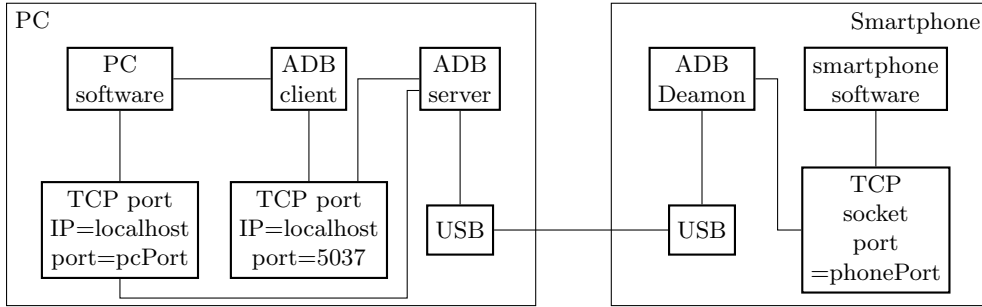 PC
PC
software
ADB
client
ADB
server
TCP port
IP=localhost
port=pcPort
TCP port
IP=localhost
port=5037
USB
Smartphone
ADB
Deamon
smartphone
software
USB
TCP
socket
port
=phonePort